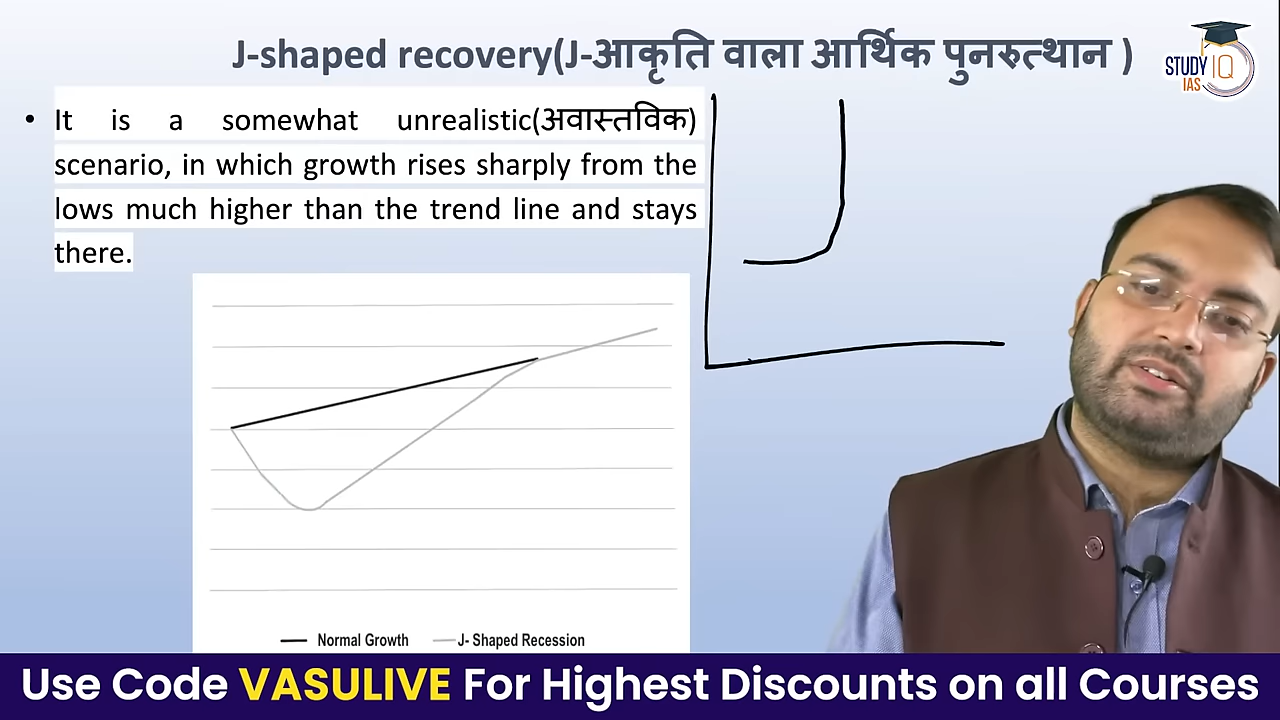 J-shaped recovery(J-आकृति वाला आर्थिक पुनरुत्थान )
STUDY IQ
IAS
• It is a somewhat unrealistic(अवास्तविक)
scenario, in which growth rises sharply from the
lows much higher than the trend line and stays
there.
Normal Growth J- Shaped Recession
Use Code VASULIVE For Highest Discounts on all Courses